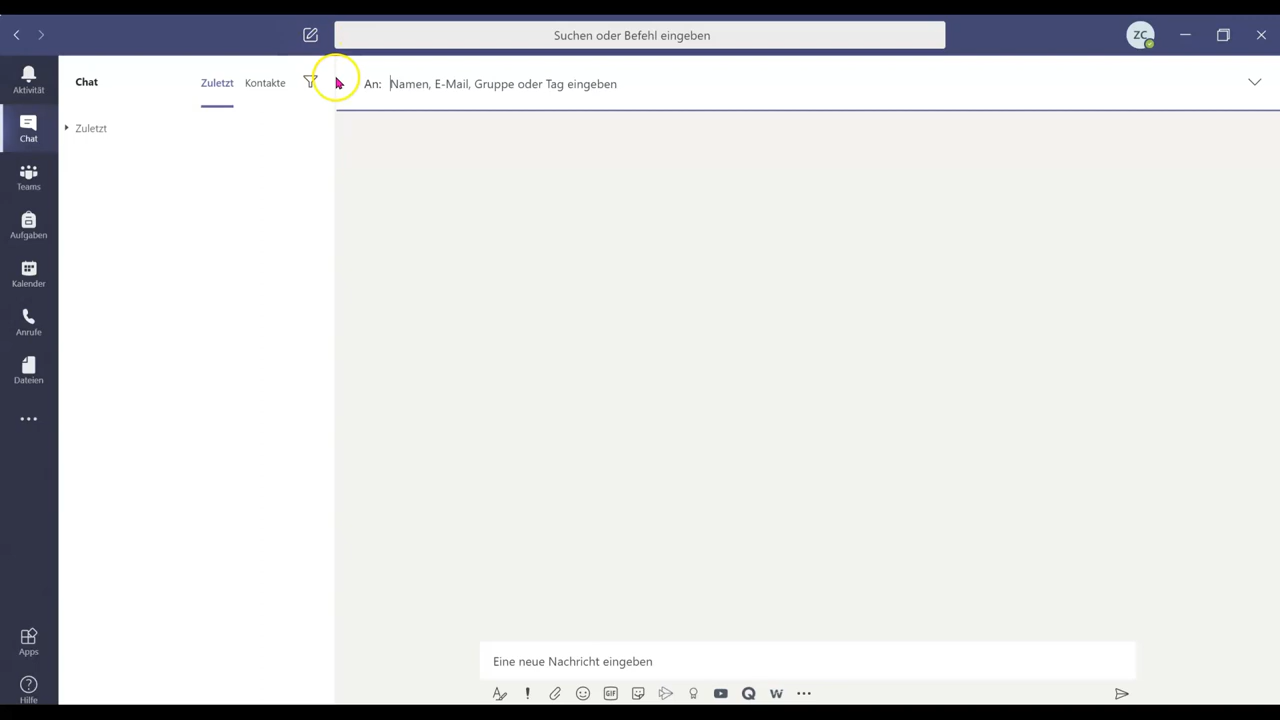 Suchen oder Befehl eingeben
ZC
Aktivität
Chat
Teams
Aufgaben
Kalender
Anrufe
Dateien
Apps
Hilfe
Chat
Zuletzt
Kontakte
Zuletzt
An: Namen, E-Mail, Gruppe oder Tag eingeben
Eine neue Nachricht eingeben
GIF